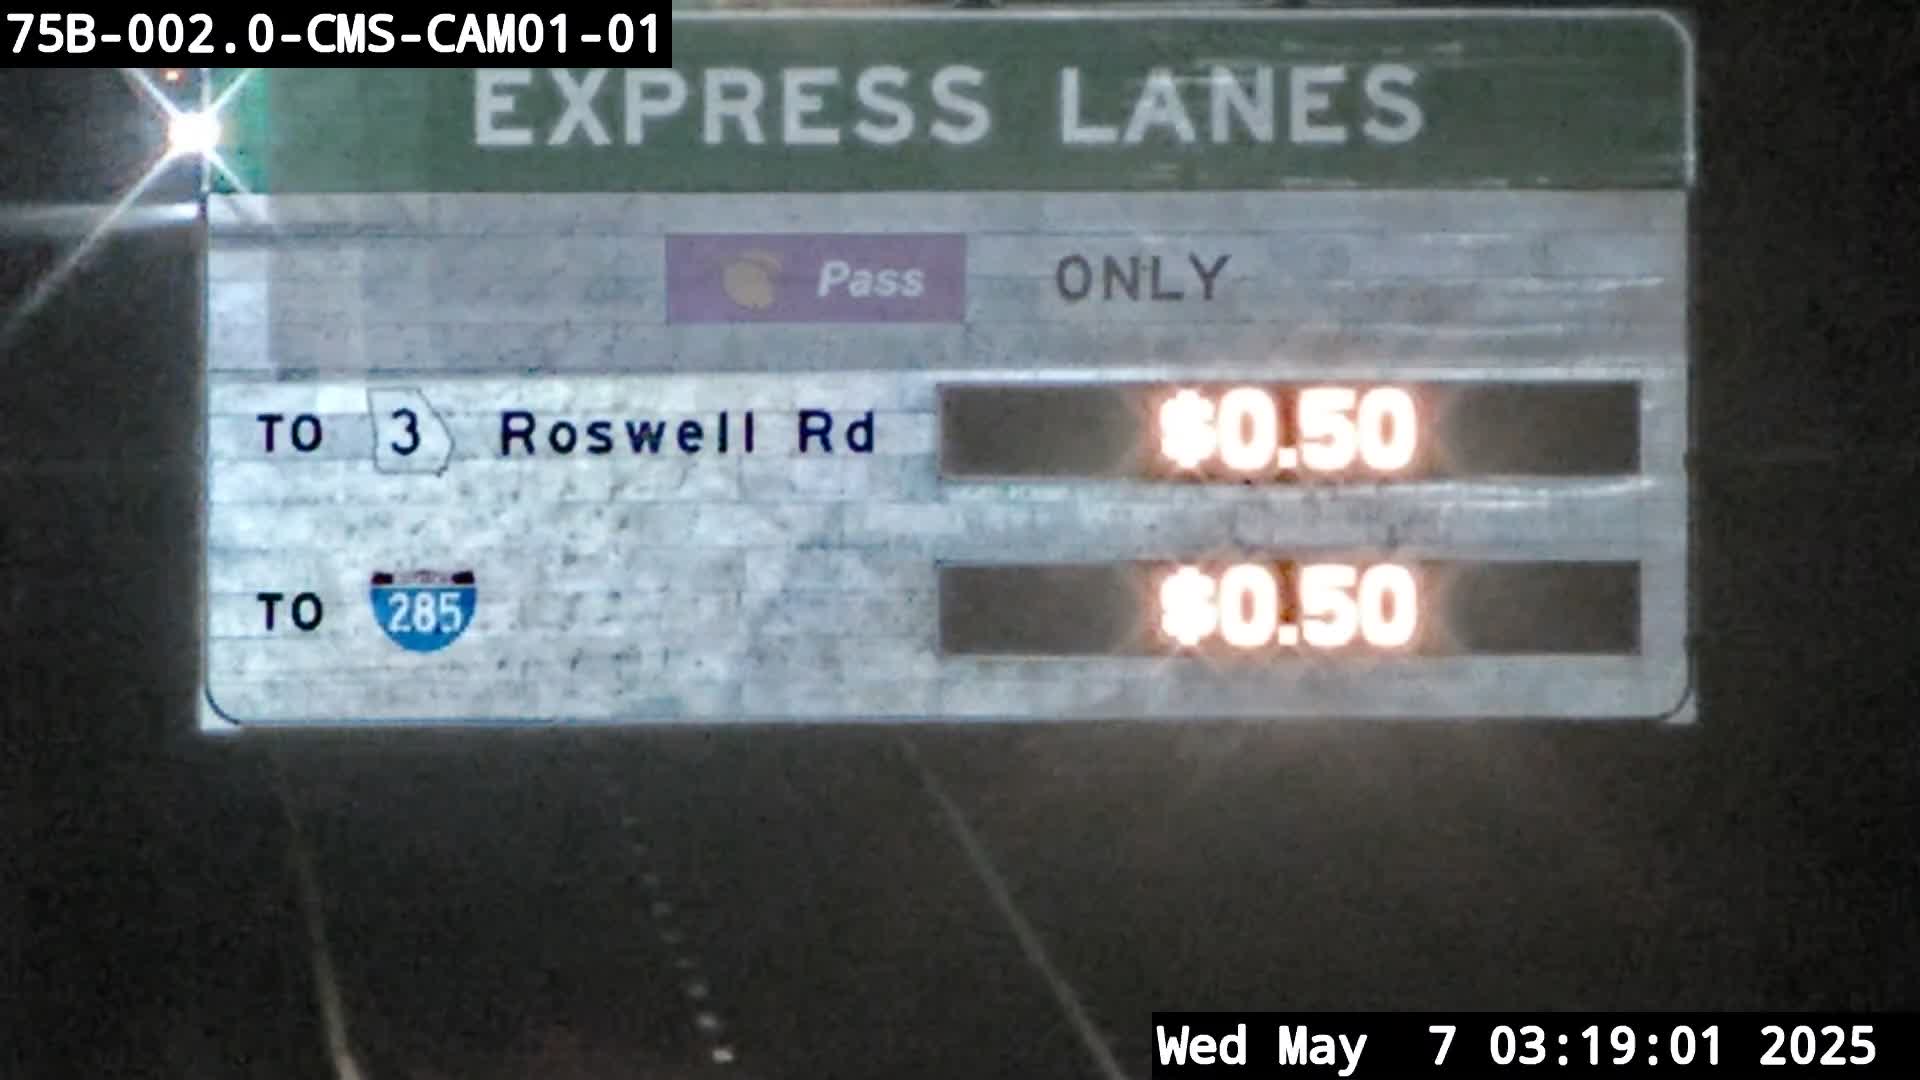 75B-002.0-CMS-CAM01-01
EXPRESS LANES
Pass ONLY
TO 3 Roswell Rd $0.50
TO 285 $0.50
Wed May 7 03:19:01 2025